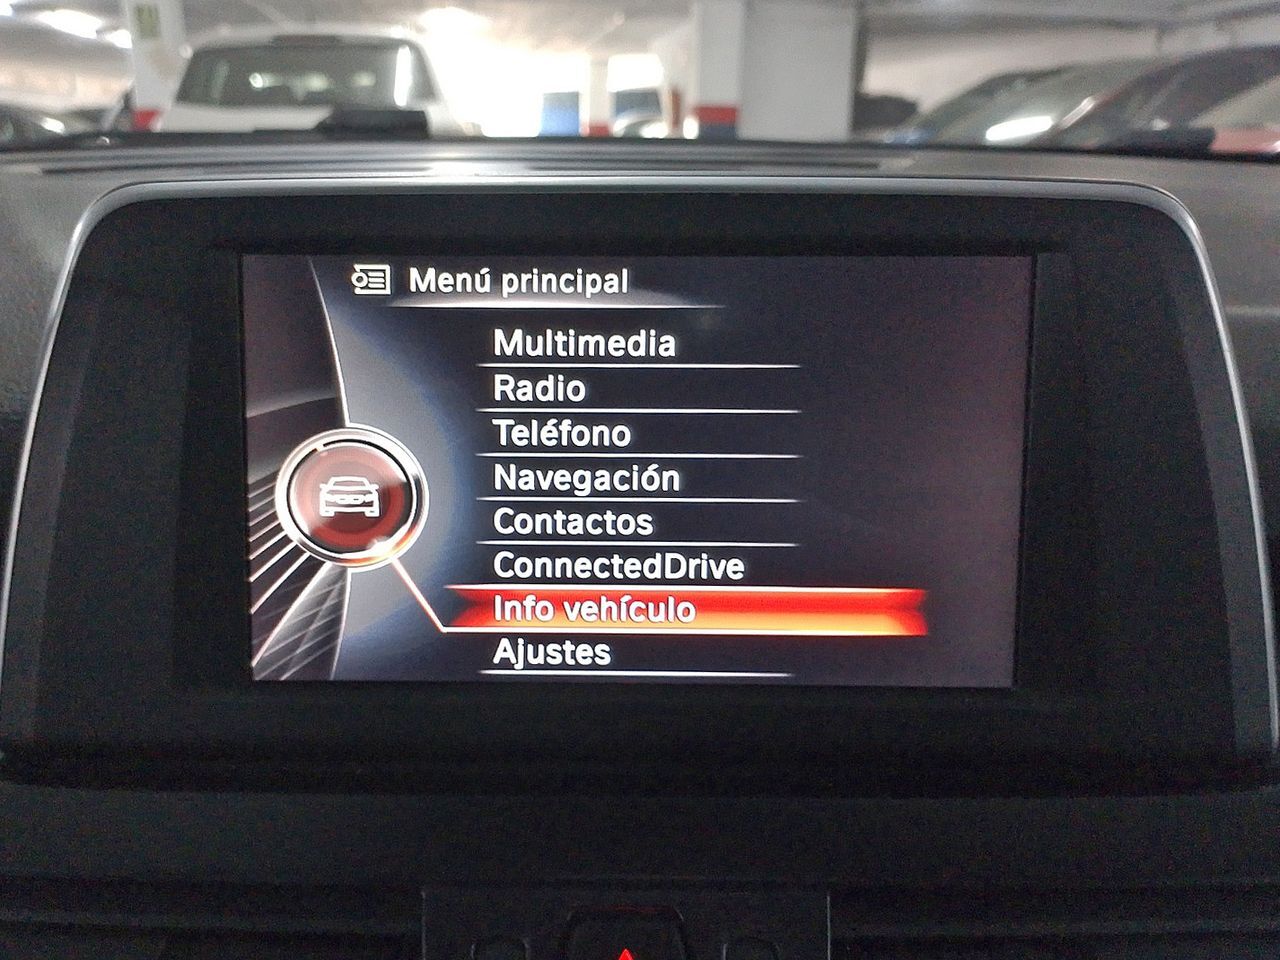 Menú principal
Multimedia
Radio
Teléfono
Navegación
Contactos
ConnectedDrive
Info vehículo
Ajustes